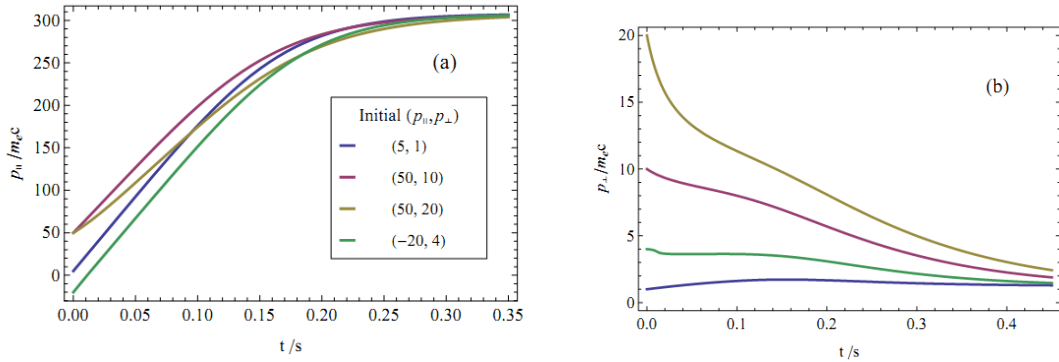 300
250
200
150
100
50
0
p∥ /mₑc
(a)
Initial (p∥,p⊥)
(5, 1)
(50, 10)
(50, 20)
(−20, 4)
0.00 0.05 0.10 0.15 0.20 0.25 0.30 0.35
t /s
20
15
10
5
0
p⊥/mₑc
(b)
0.0 0.1 0.2 0.3 0.4
t /s